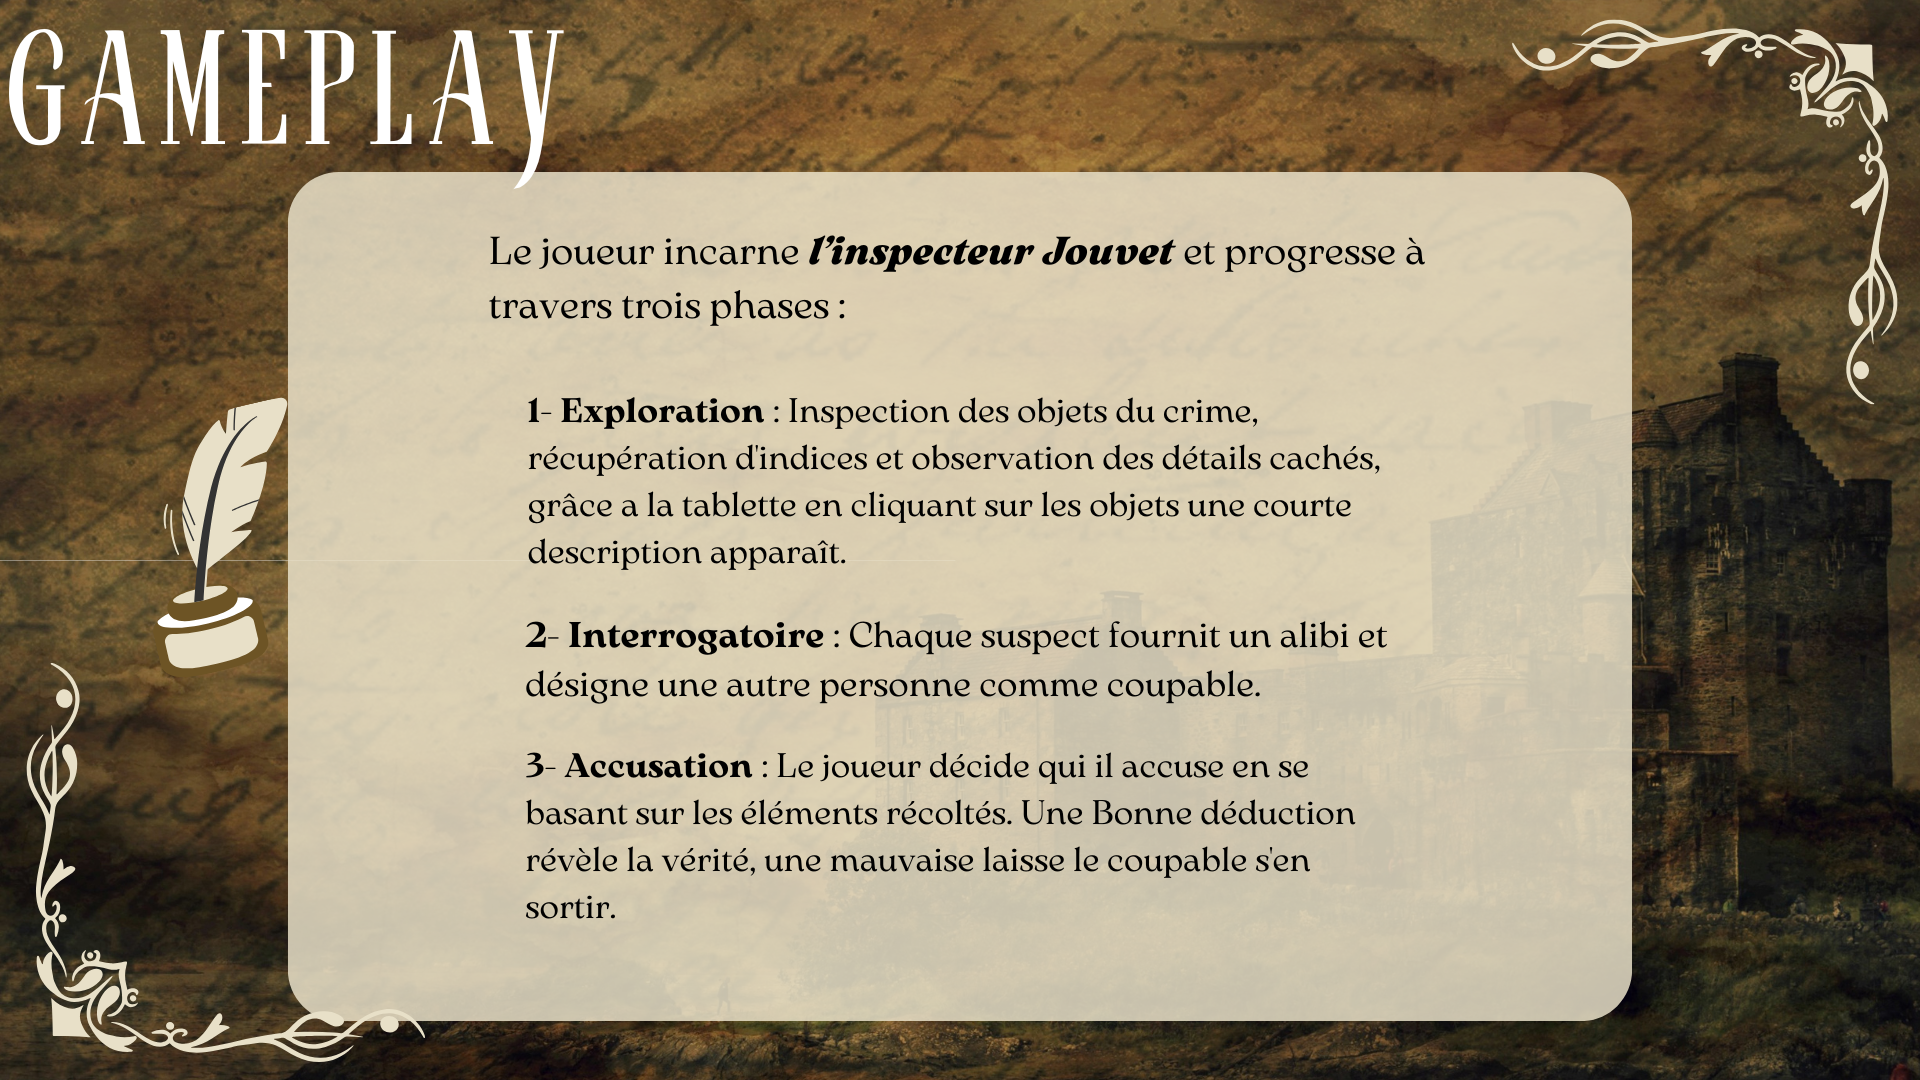 GAMEPLAY
Le joueur incarne l'inspecteur Jouvet et progresse à
travers trois phases :
1- Exploration : Inspection des objets du crime,
récupération d'indices et observation des détails cachés,
grâce a la tablette en cliquant sur les objets une courte
description apparaît.
2- Interrogatoire : Chaque suspect fournit un alibi et
désigne une autre personne comme coupable.
3- Accusation : Le joueur décide qui il accuse en se
basant sur les éléments récoltés. Une Bonne déduction
révèle la vérité, une mauvaise laisse le coupable s'en
sortir.